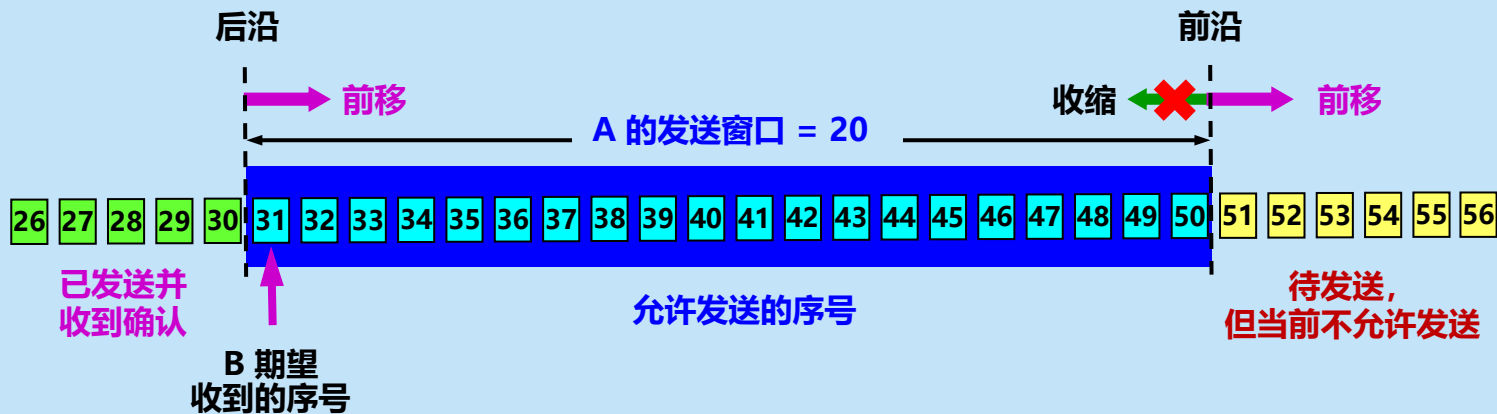 后沿
前沿
前移
收缩
前移
A 的发送窗口 = 20
26 27 28 29 30 31 32 33 34 35 36 37 38 39 40 41 42 43 44 45 46 47 48 49 50 51 52 53 54 55 56
已发送并
收到确认
允许发送的序号
待发送，
但当前不允许发送
B 期望
收到的序号